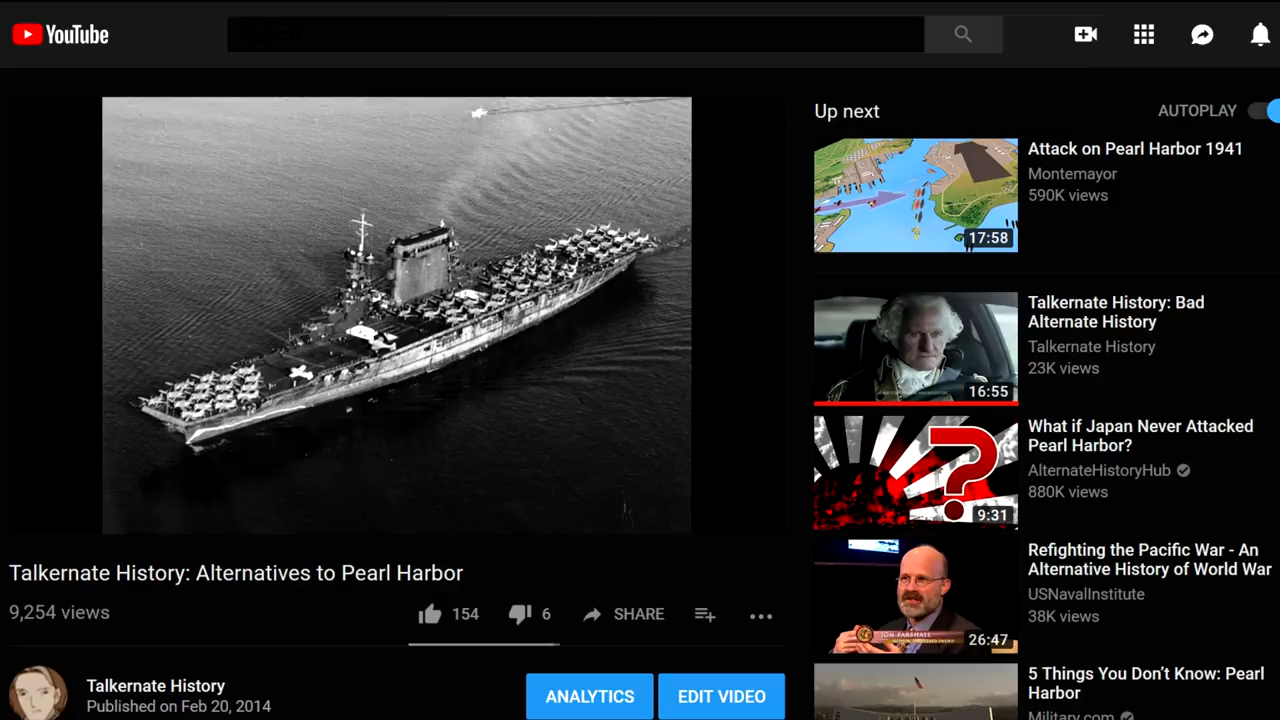 YouTube
Up next
AUTOPLAY
Attack on Pearl Harbor 1941
Montemayor
590K views
17:58
Talkernate History: Bad
Alternate History
Talkernate History
23K views
16:55
What if Japan Never Attacked
Pearl Harbor?
AlternateHistoryHub
880K views
9:31
Refighting the Pacific War - An
Alternative History of World War
USNavalInstitute
38K views
JON PARSHALL
26:47
5 Things You Don't Know: Pearl
Harbor
Military.com
Talkernate History: Alternatives to Pearl Harbor
9,254 views
154
6
SHARE
Talkernate History
Published on Feb 20, 2014
ANALYTICS
EDIT VIDEO